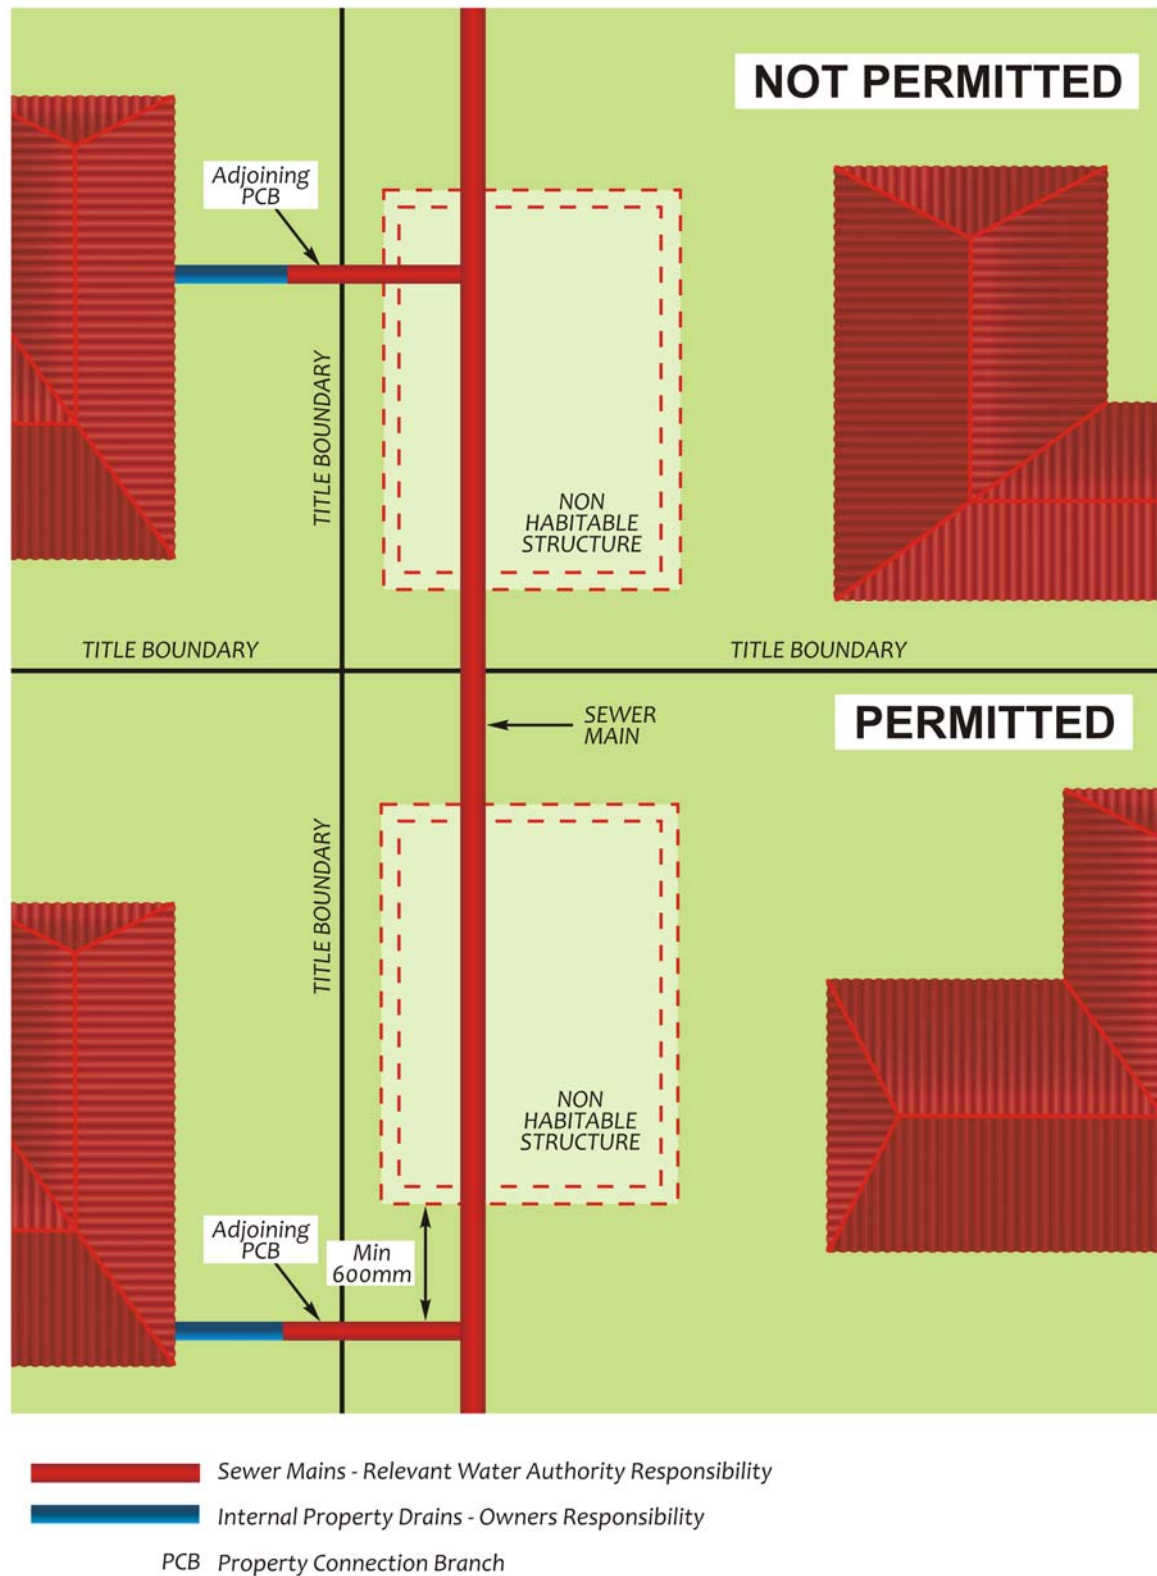 NOT PERMITTED
Adjoining
PCB
TITLE BOUNDARY
NON
HABITABLE
STRUCTURE
TITLE BOUNDARY
TITLE BOUNDARY
PERMITTED
SEWER
MAIN
TITLE BOUNDARY
NON
HABITABLE
STRUCTURE
Adjoining
PCB
Min
600mm
Sewer Mains - Relevant Water Authority Responsibility
Internal Property Drains - Owners Responsibility
PCB Property Connection Branch